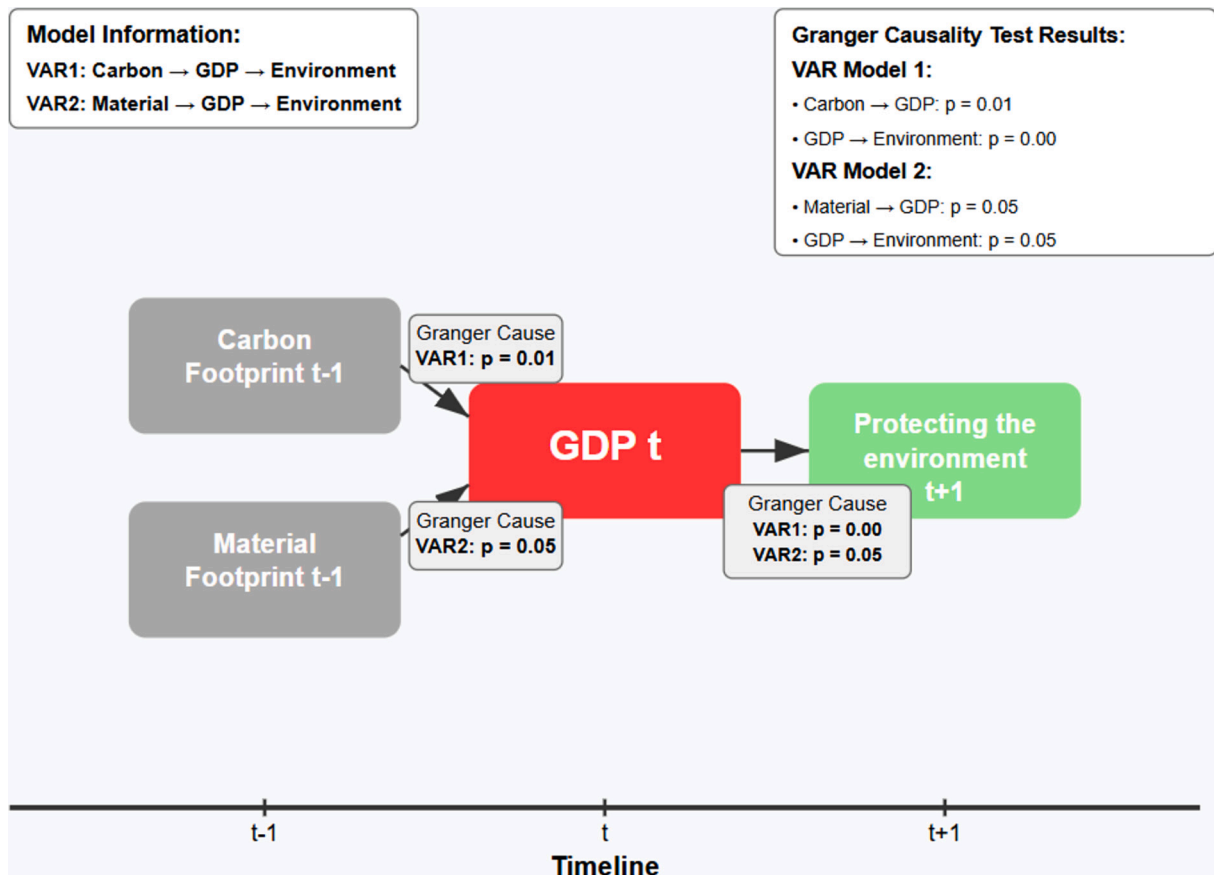 Model Information:
VAR1: Carbon → GDP → Environment
VAR2: Material → GDP → Environment
Granger Causality Test Results:
VAR Model 1:
• Carbon → GDP: p = 0.01
• GDP → Environment: p = 0.00
VAR Model 2:
• Material → GDP: p = 0.05
• GDP → Environment: p = 0.05
Carbon
Footprint t-1
Granger Cause
VAR1: p = 0.01
GDP t
Protecting the
environment
t+1
Material
Footprint t-1
Granger Cause
VAR2: p = 0.05
Granger Cause
VAR1: p = 0.00
VAR2: p = 0.05
t-1
t
t+1
Timeline